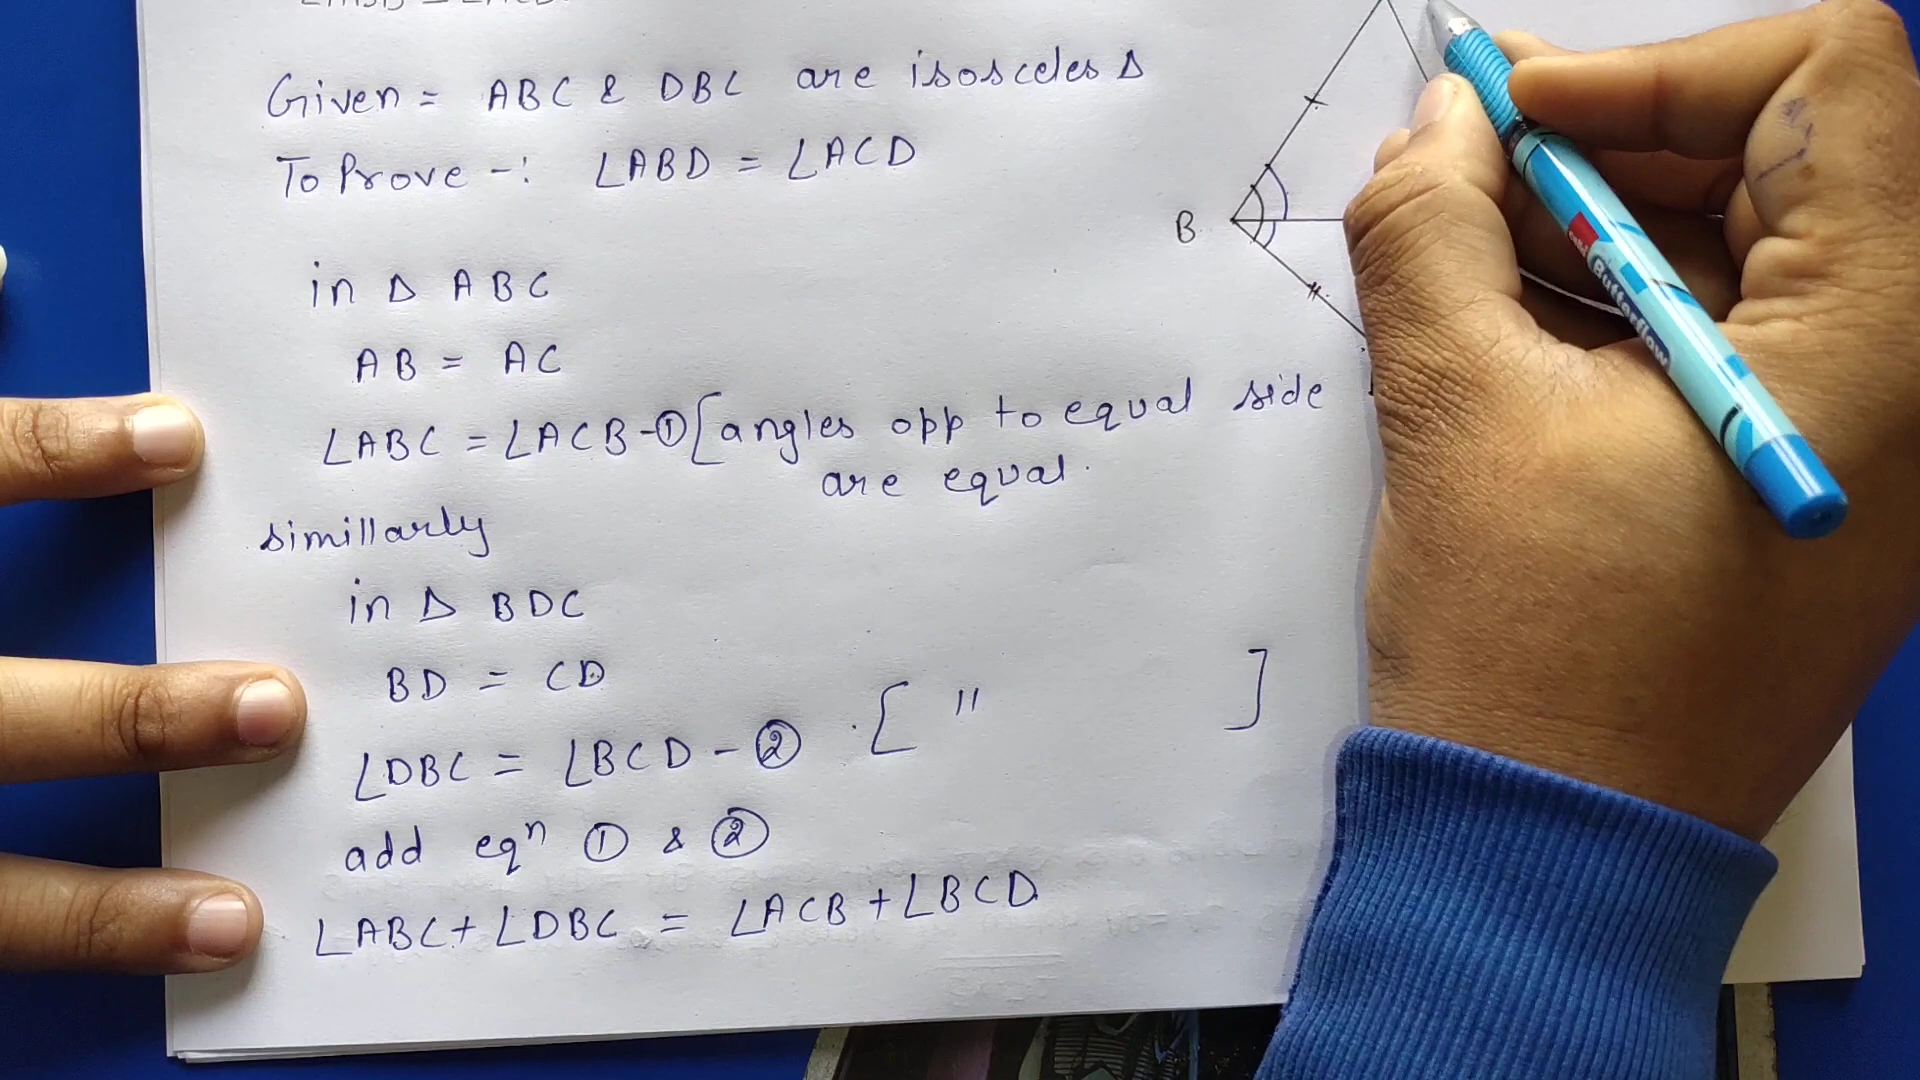 Given = ABC & DBC are isosceles Δ
To Prove -: ∠ABD = ∠ACD
B
in Δ ABC
AB = AC
∠ABC = ∠ACB -① [angles opp to equal side
are equal.
simillarly
in Δ BDC
BD = CD
∠DBC = ∠BCD - ② . [ " ]
add eqⁿ ① & ②
∠ABC + ∠DBC = ∠ACB + ∠BCD
cello
Butterflow